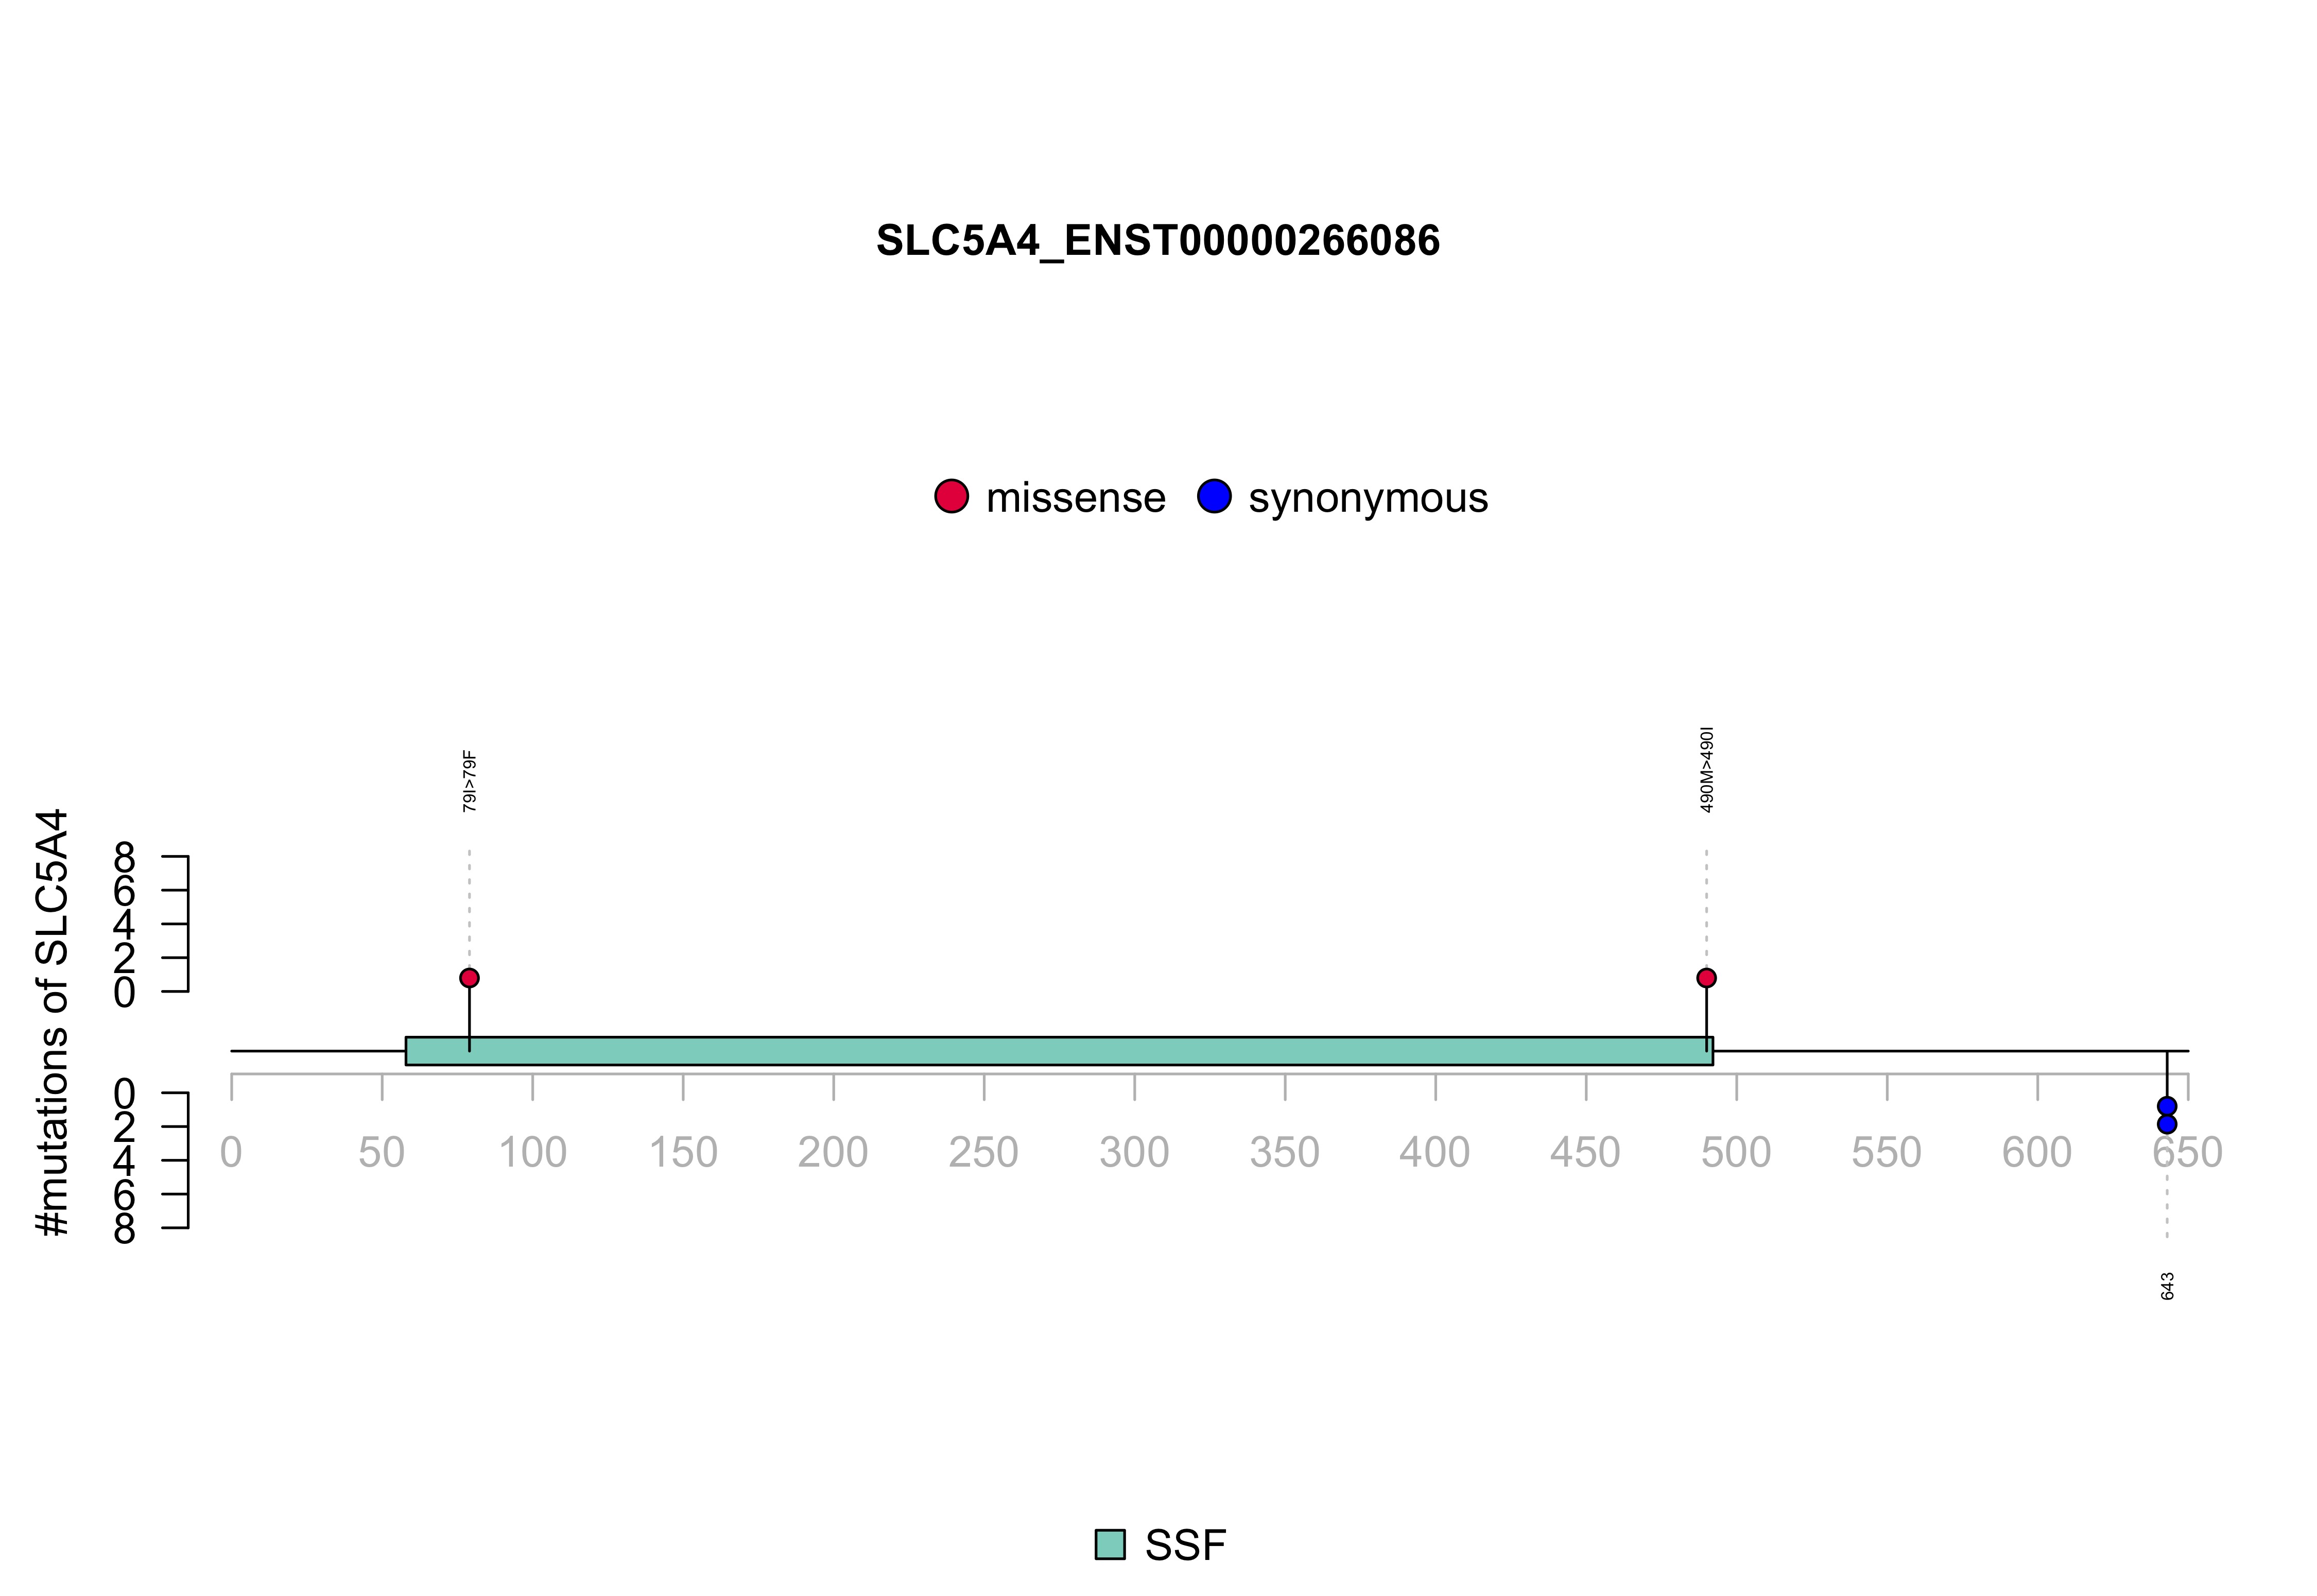 SLC5A4_ENST00000266086
missense synonymous
79I>79F
490M>490I
#mutations of SLC5A4
8
6
4
2
0
0
2
4
6
8
0 50 100 150 200 250 300 350 400 450 500 550 600 650
643
SSF